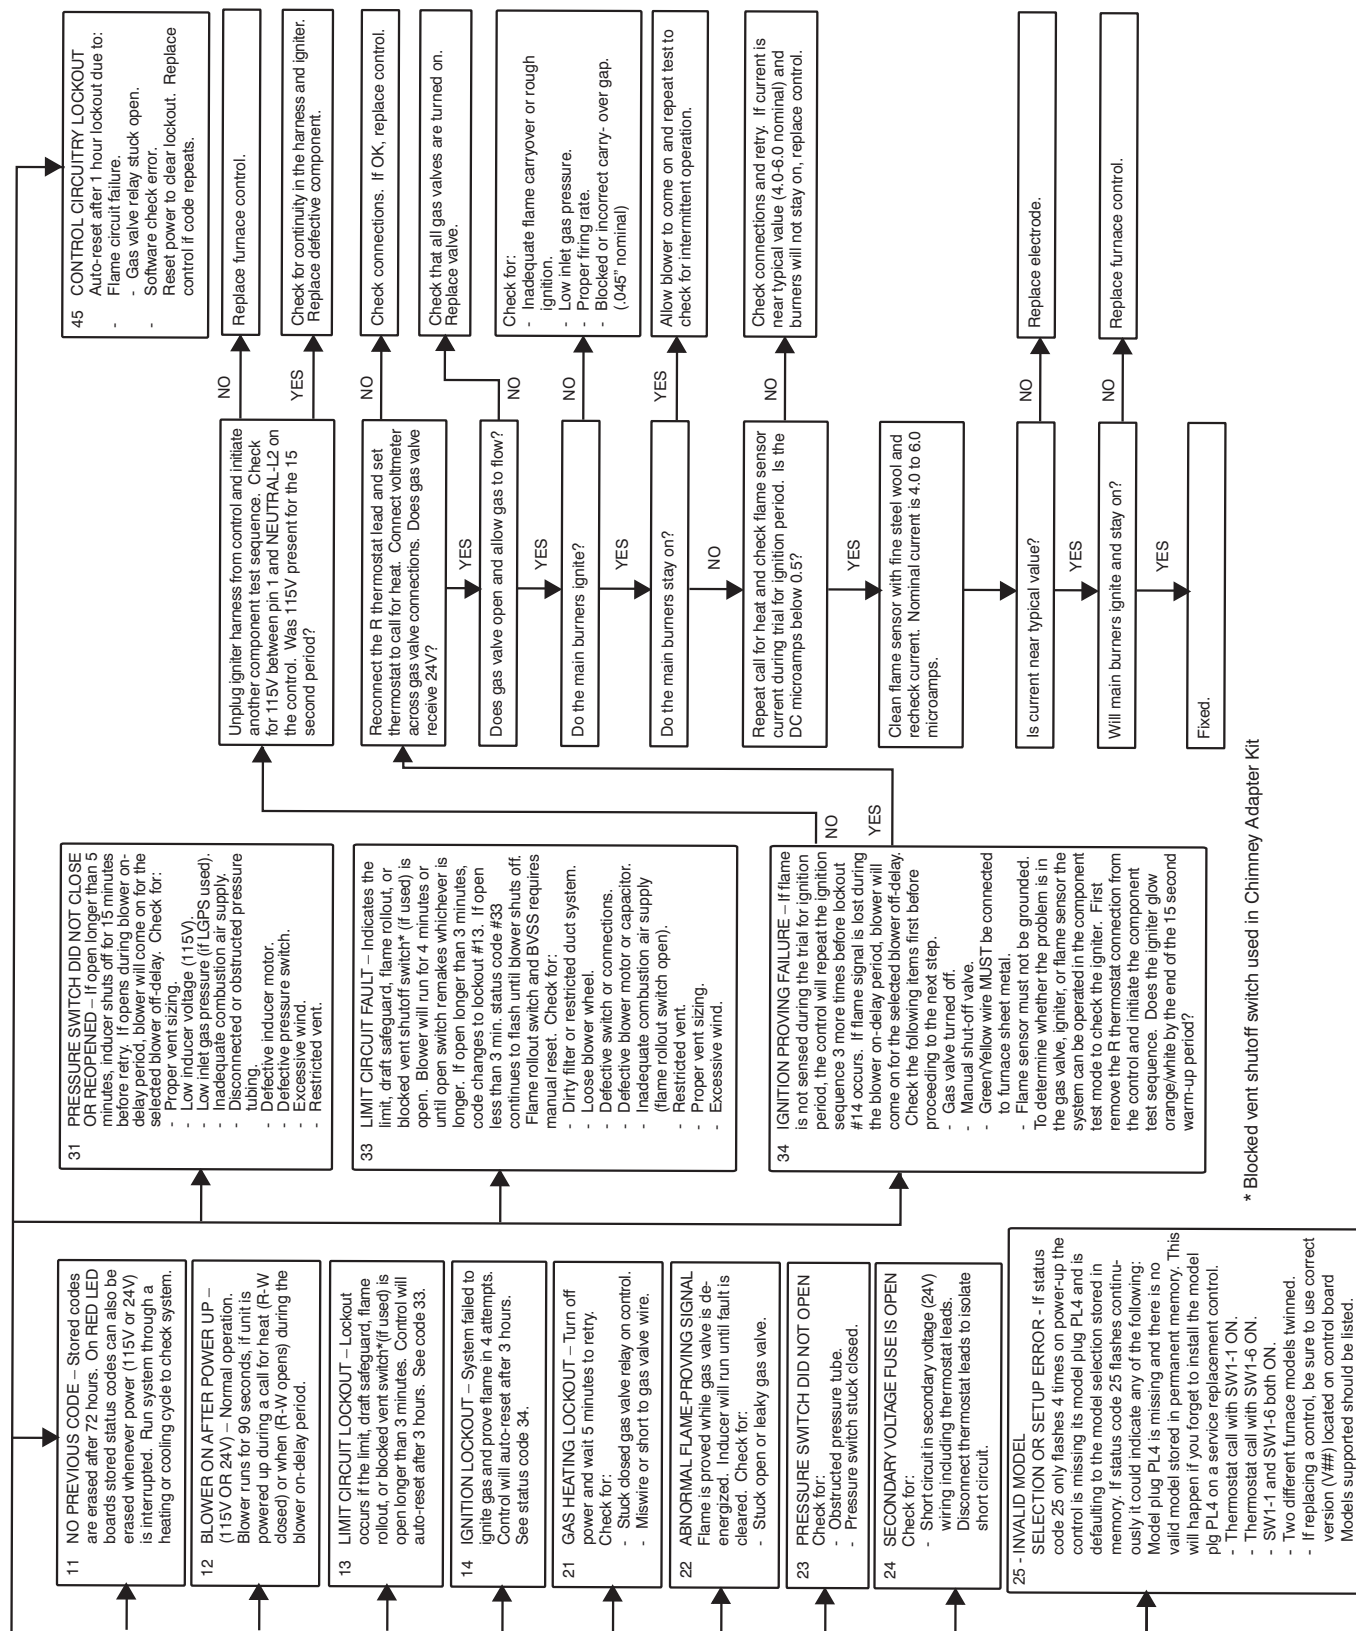 11 NO PREVIOUS CODE – Stored codes
are erased after 72 hours. On RED LED
boards stored status codes can also be
erased whenever power (115V or 24V)
is interrupted. Run system through a
heating or cooling cycle to check system.
12 BLOWER ON AFTER POWER UP –
(115V OR 24V) – Normal operation.
Blower runs for 90 seconds, if unit is
powered up during a call for heat (R-W
closed) or when (R-W opens) during the
blower on-delay period.
13 LIMIT CIRCUIT LOCKOUT – Lockout
occurs if the limit, draft safeguard, flame
rollout, or blocked vent switch*(if used) is
open longer than 3 minutes. Control will
auto-reset after 3 hours. See code 33.
14 IGNITION LOCKOUT – System failed to
ignite gas and prove flame in 4 attempts.
Control will auto-reset after 3 hours.
See status code 34.
21 GAS HEATING LOCKOUT – Turn off
power and wait 5 minutes to retry.
Check for:
- Stuck closed gas valve relay on control.
- Miswire or short to gas valve wire.
22 ABNORMAL FLAME-PROVING SIGNAL
Flame is proved while gas valve is de-
energized. Inducer will run until fault is
cleared. Check for:
- Stuck open or leaky gas valve.
23 PRESSURE SWITCH DID NOT OPEN
Check for:
- Obstructed pressure tube.
- Pressure switch stuck closed.
24 SECONDARY VOLTAGE FUSE IS OPEN
Check for:
- Short circuit in secondary voltage (24V)
wiring including thermostat leads.
Disconnect thermostat leads to isolate
short circuit.
25 - INVALID MODEL
SELECTION OR SETUP ERROR - If status
code 25 only flashes 4 times on power-up the
control is missing its model plug PL4 and is
defaulting to the model selection stored in
memory. If status code 25 flashes continu-
ously it could indicate any of the following:
Model plug PL4 is missing and there is no
valid model stored in permanent memory. This
will happen if you forget to install the model
plg PL4 on a service replacement control.
- Thermostat call with SW1-1 ON.
- Thermostat call with SW1-6 ON.
- SW1-1 and SW1-6 both ON.
- Two different furnace models twinned.
- If replacing a control, be sure to use correct
version (V##) located on control board
Models supported should be listed.
31 PRESSURE SWITCH DID NOT CLOSE
OR REOPENED – If open longer than 5
minutes, inducer shuts off for 15 minutes
before retry. If opens during blower on-
delay period, blower will come on for the
selected blower off-delay. Check for:
- Proper vent sizing.
- Low inducer voltage (115V).
- Low inlet gas pressure (if LGPS used).
- Inadequate combustion air supply.
- Disconnected or obstructed pressure
tubing.
- Defective inducer motor.
- Defective pressure switch.
- Excessive wind.
- Restricted vent.
33 LIMIT CIRCUIT FAULT – Indicates the
limit, draft safeguard, flame rollout, or
blocked vent shutoff switch* (if used) is
open. Blower will run for 4 minutes or
until open switch remakes whichever is
longer. If open longer than 3 minutes,
code changes to lockout #13. If open
less than 3 min. status code #33
continues to flash until blower shuts off.
Flame rollout switch and BVSS requires
manual reset. Check for:
- Dirty filter or restricted duct system.
- Loose blower wheel.
- Defective switch or connections.
- Defective blower motor or capacitor.
- Inadequate combustion air supply
(flame rollout switch open).
- Restricted vent.
- Proper vent sizing.
- Excessive wind.
34 IGNITION PROVING FAILURE – If flame
is not sensed during the trial for ignition
period, the control will repeat the ignition
sequence 3 more times before lockout
#14 occurs. If flame signal is lost during
the blower on-delay period, blower will
come on for the selected blower off-delay.
Check the following items first before
proceeding to the next step.
- Gas valve turned off.
- Manual shut-off valve.
- Green/Yellow wire MUST be connected
to furnace sheet metal.
- Flame sensor must not be grounded.
To determine whether the problem is in
the gas valve, igniter, or flame sensor the
system can be operated in the component
test mode to check the igniter. First
remove the R thermostat connection from
the control and initiate the component
test sequence. Does the igniter glow
orange/white by the end of the 15 second
warm-up period?
NO
YES
* Blocked vent shutoff switch used in Chimney Adapter Kit
45 CONTROL CIRCUITRY LOCKOUT
Auto-reset after 1 hour lockout due to:
- Flame circuit failure.
- Gas valve relay stuck open.
- Software check error.
Reset power to clear lockout. Replace
control if code repeats.
Unplug igniter harness from control and initiate
another component test sequence. Check
for 115V between pin 1 and NEUTRAL-L2 on
the control. Was 115V present for the 15
second period?
NO
Replace furnace control.
YES
Check for continuity in the harness and igniter.
Replace defective component.
Reconnect the R thermostat lead and set
thermostat to call for heat. Connect voltmeter
across gas valve connections. Does gas valve
receive 24V?
NO
Check connections. If OK, replace control.
YES
Does gas valve open and allow gas to flow?
NO
Check that all gas valves are turned on.
Replace valve.
YES
Do the main burners ignite?
NO
Check for:
- Inadequate flame carryover or rough
ignition.
- Low inlet gas pressure.
- Proper firing rate.
- Blocked or incorrect carry- over gap.
(.045" nominal)
YES
Do the main burners stay on?
YES
Allow blower to come on and repeat test to
check for intermittent operation.
NO
Repeat call for heat and check flame sensor
current during trial for ignition period. Is the
DC microamps below 0.5?
NO
Check connections and retry. If current is
near typical value (4.0-6.0 nominal) and
burners will not stay on, replace control.
YES
Clean flame sensor with fine steel wool and
recheck current. Nominal current is 4.0 to 6.0
microamps.
Is current near typical value?
NO
Replace electrode.
YES
Will main burners ignite and stay on?
NO
Replace furnace control.
YES
Fixed.